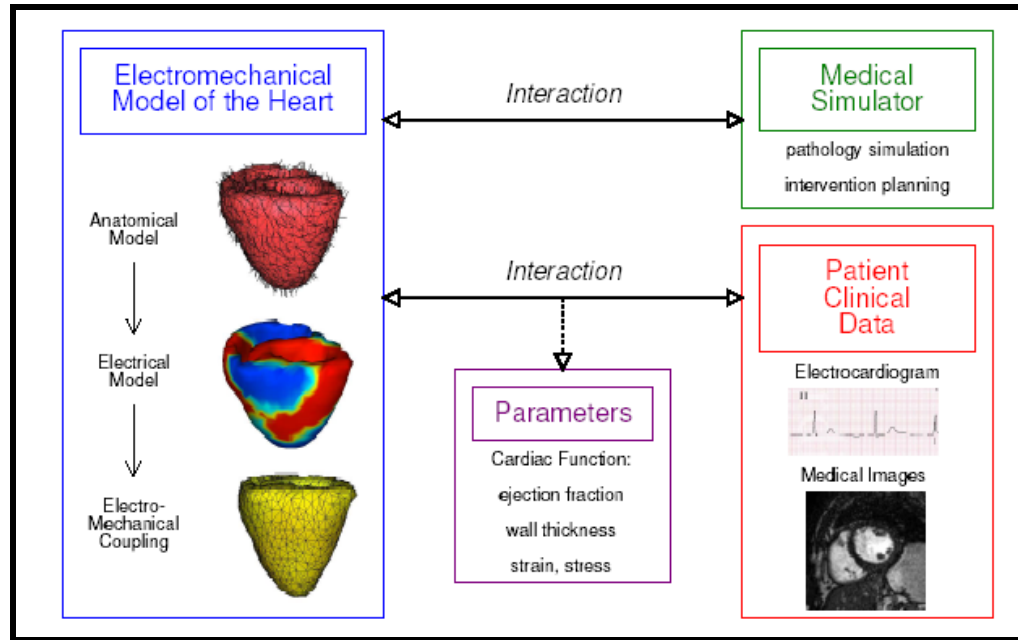 Electromechanical
Model of the Heart
Anatomical
Model
Electrical
Model
Electro-
Mechanical
Coupling
Interaction
Interaction
Parameters
Cardiac Function:
ejection fraction
wall thickness
strain, stress
Medical
Simulator
pathology simulation
intervention planning
Patient
Clinical
Data
Electrocardiogram
II
Medical Images